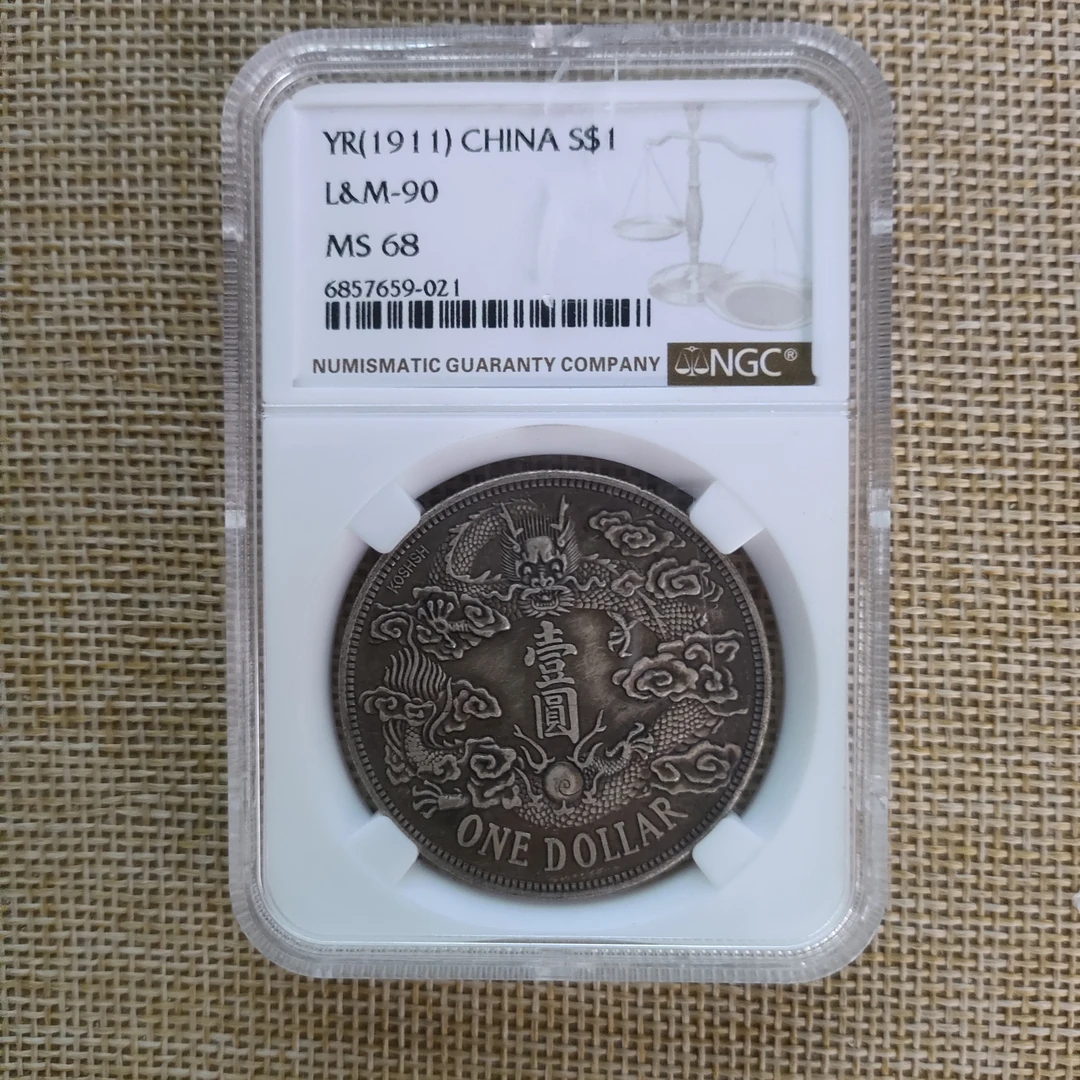 YR(1911) CHINA S$1
L&M-90
MS 68
6857659-021
NUMISMATIC GUARANTY COMPANY
NGC®
KOSHSH
壹
圓
ONE DOLLAR